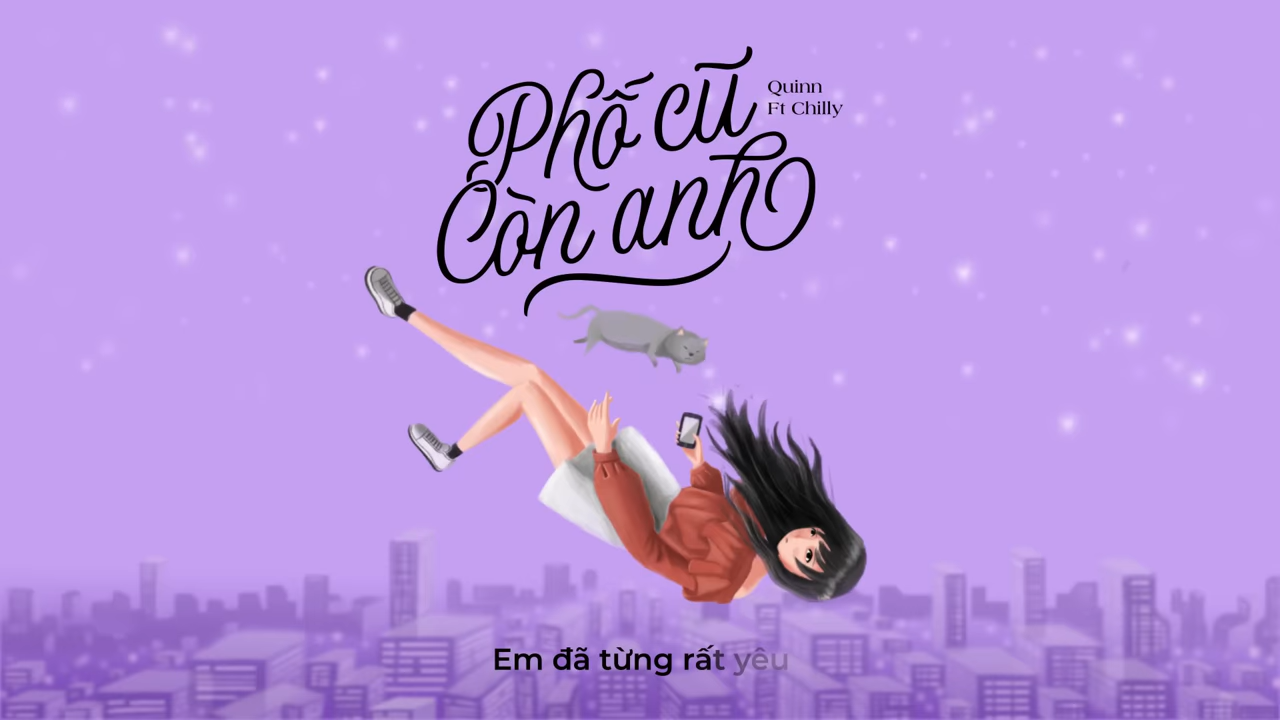 Phố cũ
Còn anh
Quinn
Ft Chilly
Em đã từng rất yêu